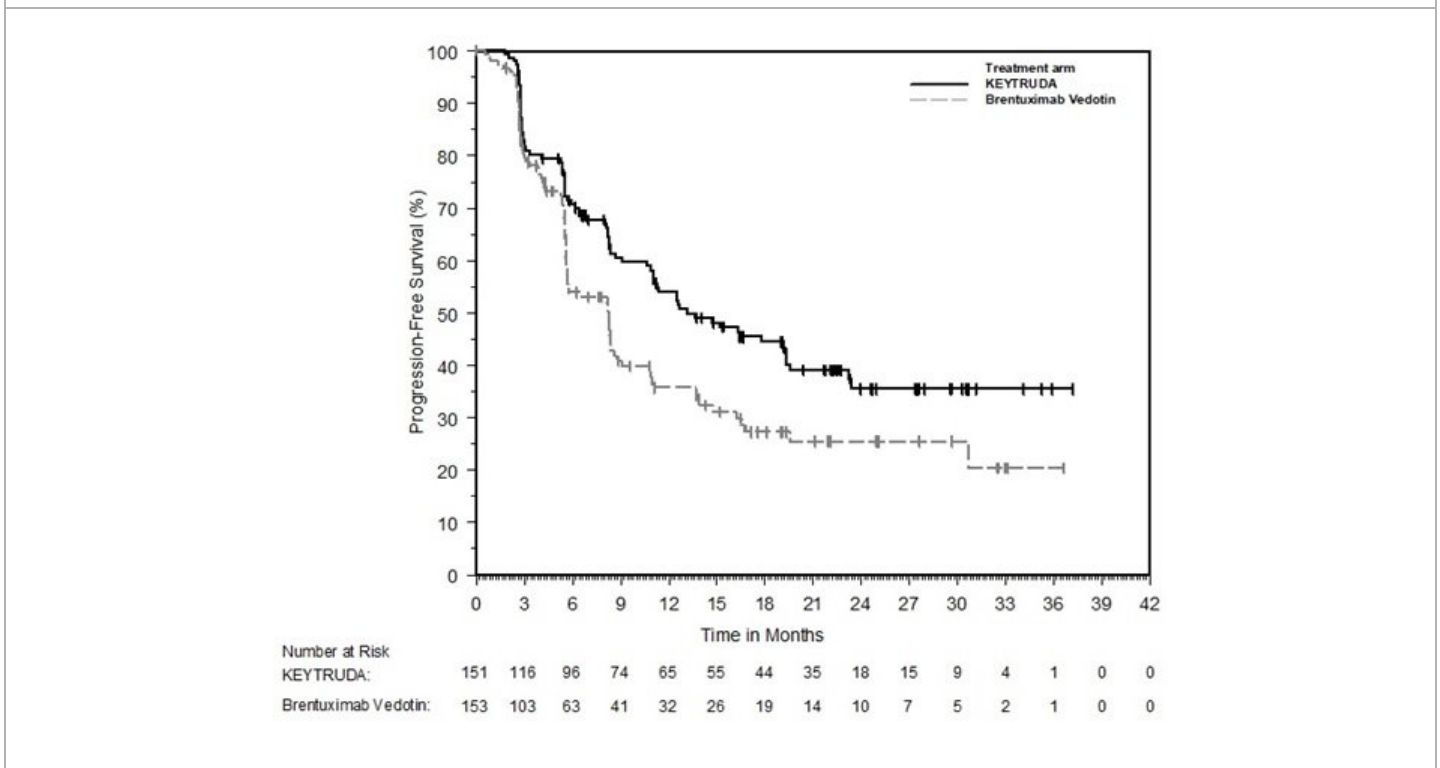 100
90
80
70
60
50
40
30
20
10
0
Progression-Free Survival (%)
Treatment arm
KEYTRUDA
Brentuximab Vedotin
0 3 6 9 12 15 18 21 24 27 30 33 36 39 42
Time in Months
Number at Risk
KEYTRUDA: 151 116 96 74 65 55 44 35 18 15 9 4 1 0 0
Brentuximab Vedotin: 153 103 63 41 32 26 19 14 10 7 5 2 1 0 0